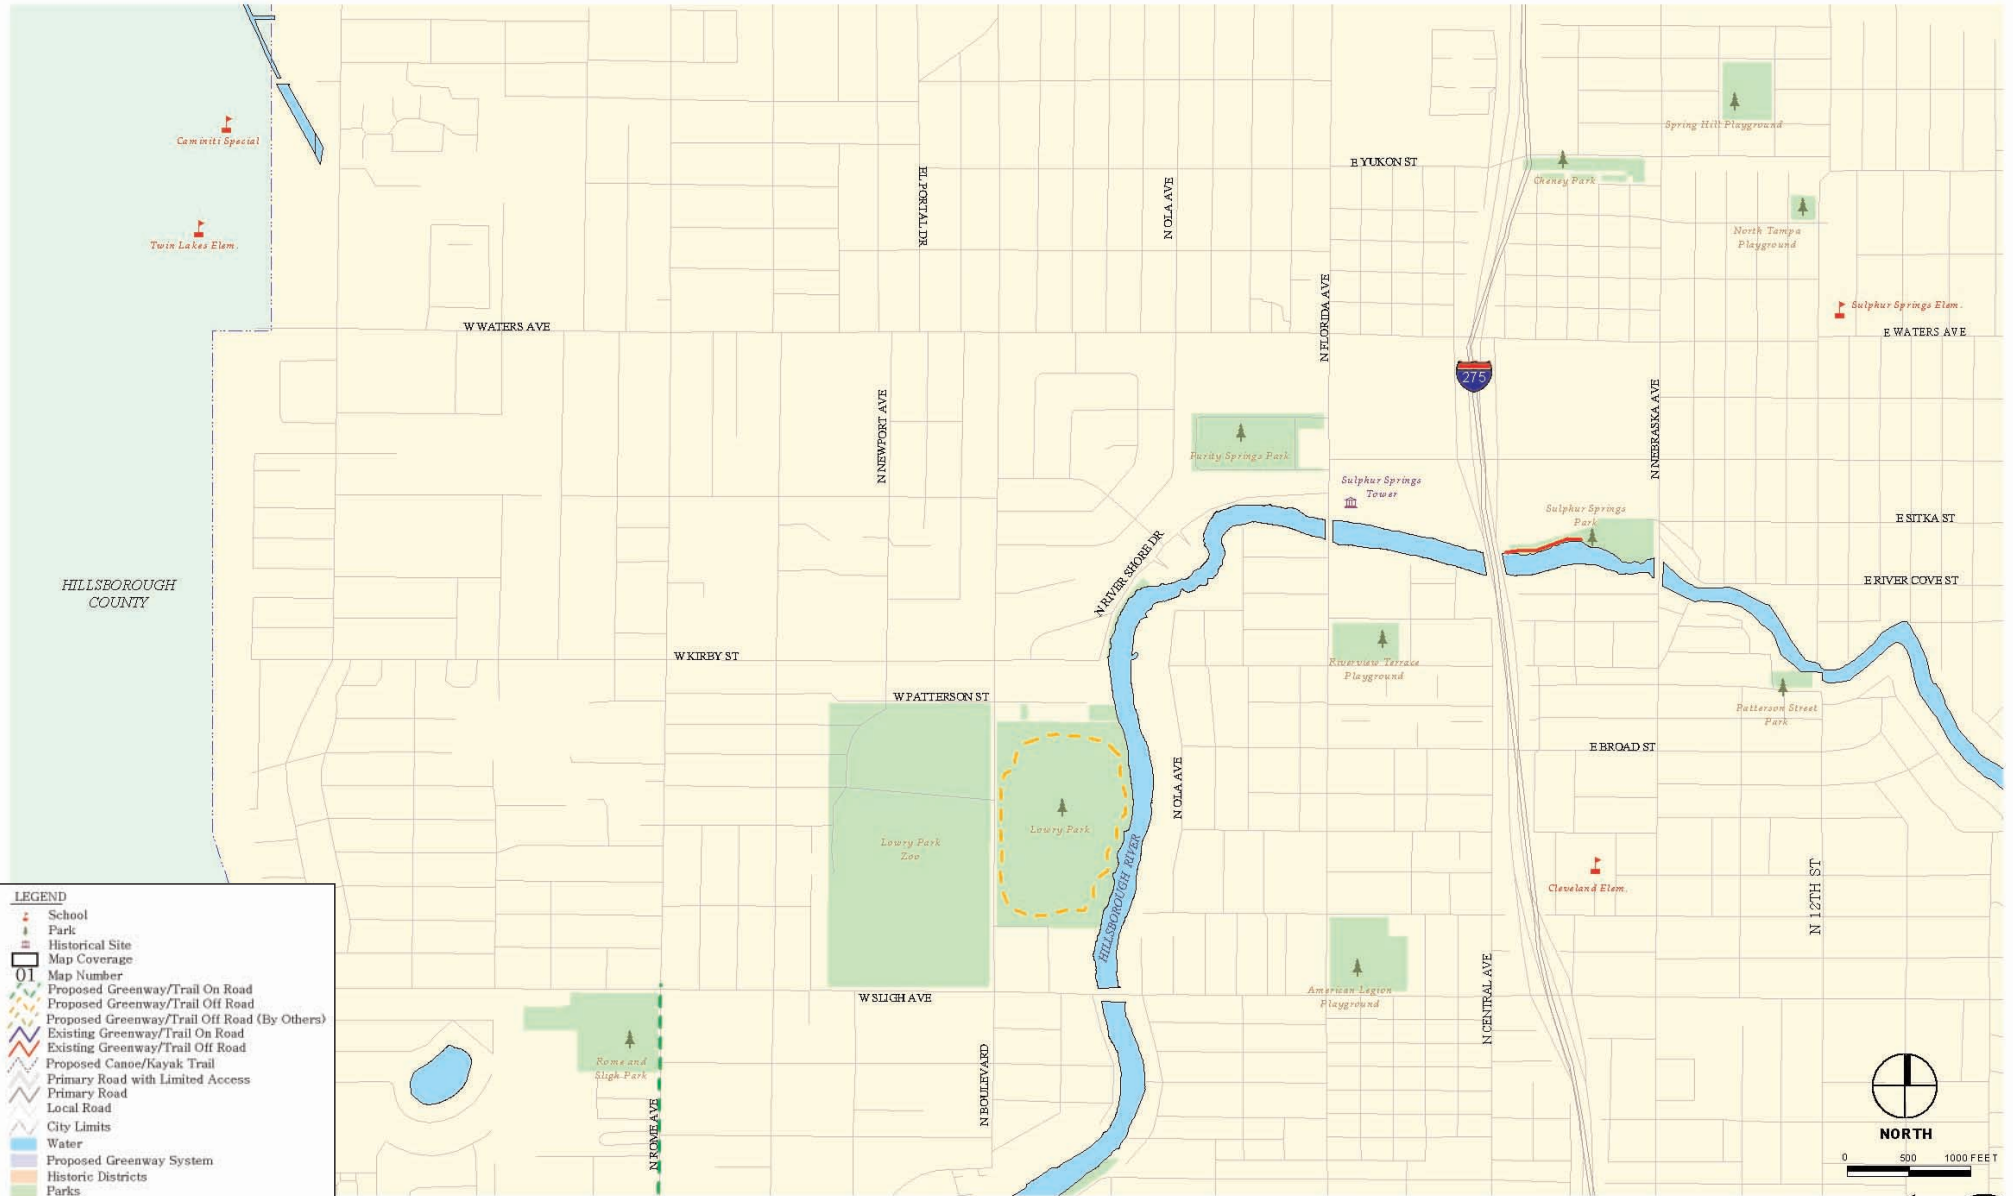 Caminiti Special
Twin Lakes Elem.
HILLSBOROUGH
COUNTY
W WATERS AVE
EL PORTAL DR
N OLA AVE
E YUKON ST
N FLORIDA AVE
275
Spring Hill Playground
Cheney Park
North Tampa
Playground
Sulphur Springs Elem.
E WATERS AVE
N NEWPORT AVE
Purity Springs Park
Sulphur Springs
Tower
N NEBRASKA AVE
Sulphur Springs
Park
E SITKA ST
E RIVER COVE ST
N RIVER SHORE DR
W KIRBY ST
W PATTERSON ST
Riverview Terrace
Playground
Patterson Street
Park
E BROAD ST
N OLA AVE
Lowry Park
Zoo
Lowry Park
HILLSBOROUGH RIVER
Cleveland Elem.
N 12TH ST
American Legion
Playground
N CENTRAL AVE
W SLIGH AVE
Rome and
Sligh Park
N ROME AVE
N BOULEVARD
LEGEND
School
Park
Historical Site
Map Coverage
01 Map Number
Proposed Greenway/Trail On Road
Proposed Greenway/Trail Off Road
Proposed Greenway/Trail Off Road (By Others)
Existing Greenway/Trail On Road
Existing Greenway/Trail Off Road
Proposed Canoe/Kayak Trail
Primary Road with Limited Access
Primary Road
Local Road
City Limits
Water
Proposed Greenway System
Historic Districts
Parks
NORTH
0 500 1000 FEET